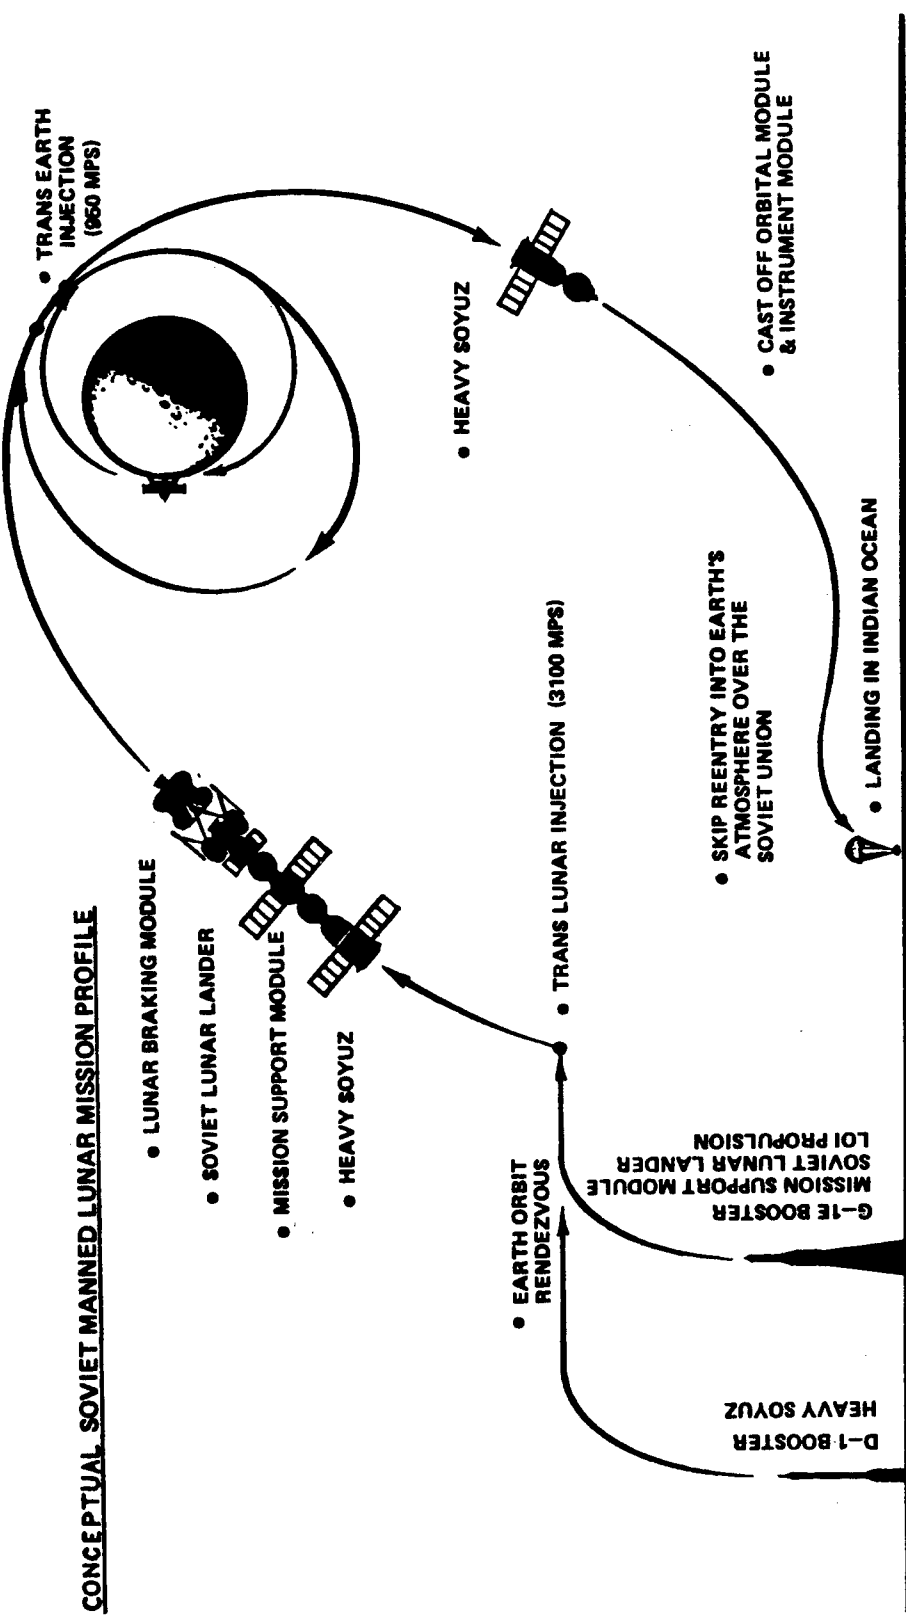 CONCEPTUAL SOVIET MANNED LUNAR MISSION PROFILE
● LUNAR BRAKING MODULE
● SOVIET LUNAR LANDER
● MISSION SUPPORT MODULE
● HEAVY SOYUZ
● TRANS EARTH
INJECTION
(950 MPS)
● HEAVY SOYUZ
● EARTH ORBIT
RENDEZVOUS
● TRANS LUNAR INJECTION (3100 MPS)
● SKIP REENTRY INTO EARTH'S
ATMOSPHERE OVER THE
SOVIET UNION
● CAST OFF ORBITAL MODULE
& INSTRUMENT MODULE
● LANDING IN INDIAN OCEAN
D-1 BOOSTER
HEAVY SOYUZ
G-1E BOOSTER
MISSION SUPPORT MODULE
SOVIET LUNAR LANDER
LOI PROPULSION